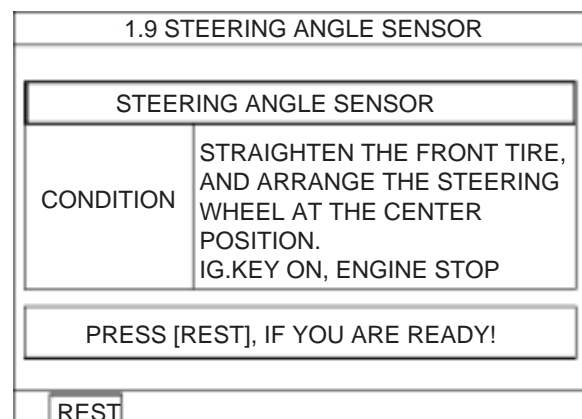 1.9 STEERING ANGLE SENSOR
STEERING ANGLE SENSOR
CONDITION
STRAIGHTEN THE FRONT TIRE,
AND ARRANGE THE STEERING
WHEEL AT THE CENTER
POSITION.
IG.KEY ON, ENGINE STOP
PRESS [REST], IF YOU ARE READY!
REST